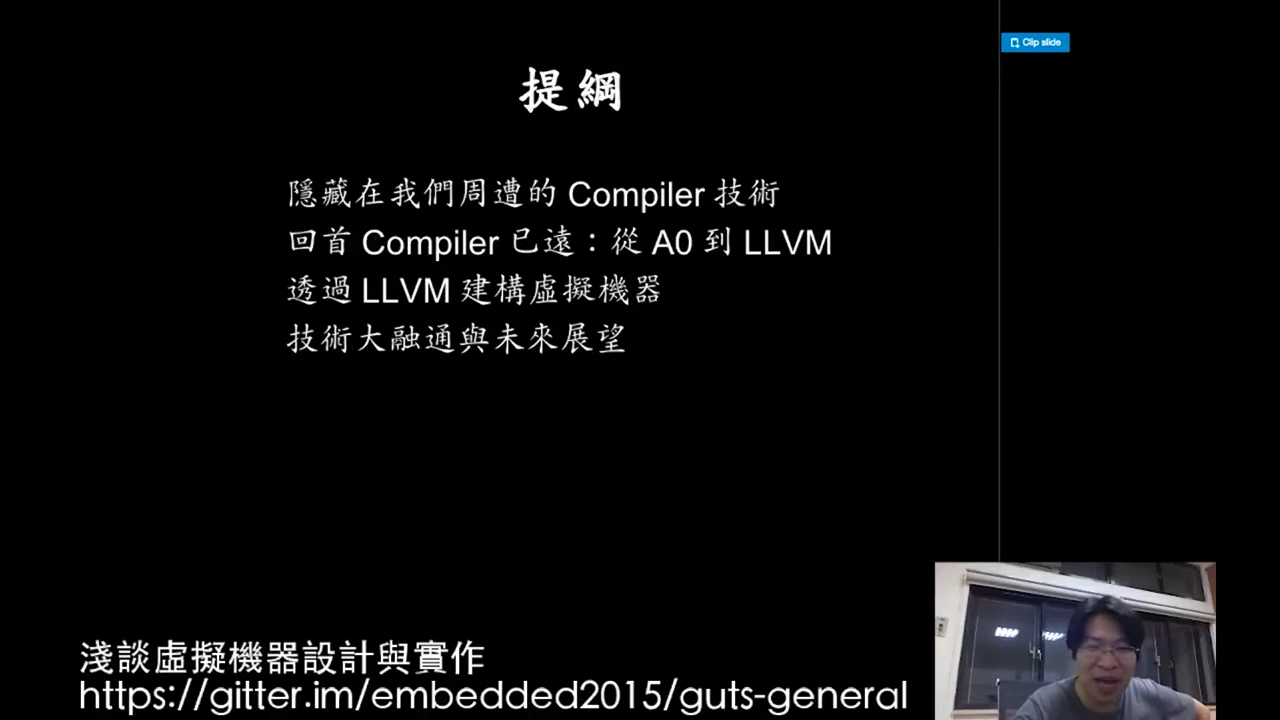 Clip slide
提綱
隱藏在我們周遭的 Compiler 技術
回首 Compiler 已遠：從 A0 到 LLVM
透過 LLVM 建構虛擬機器
技術大融通與未來展望
淺談虛擬機器設計與實作
https://gitter.im/embedded2015/guts-general